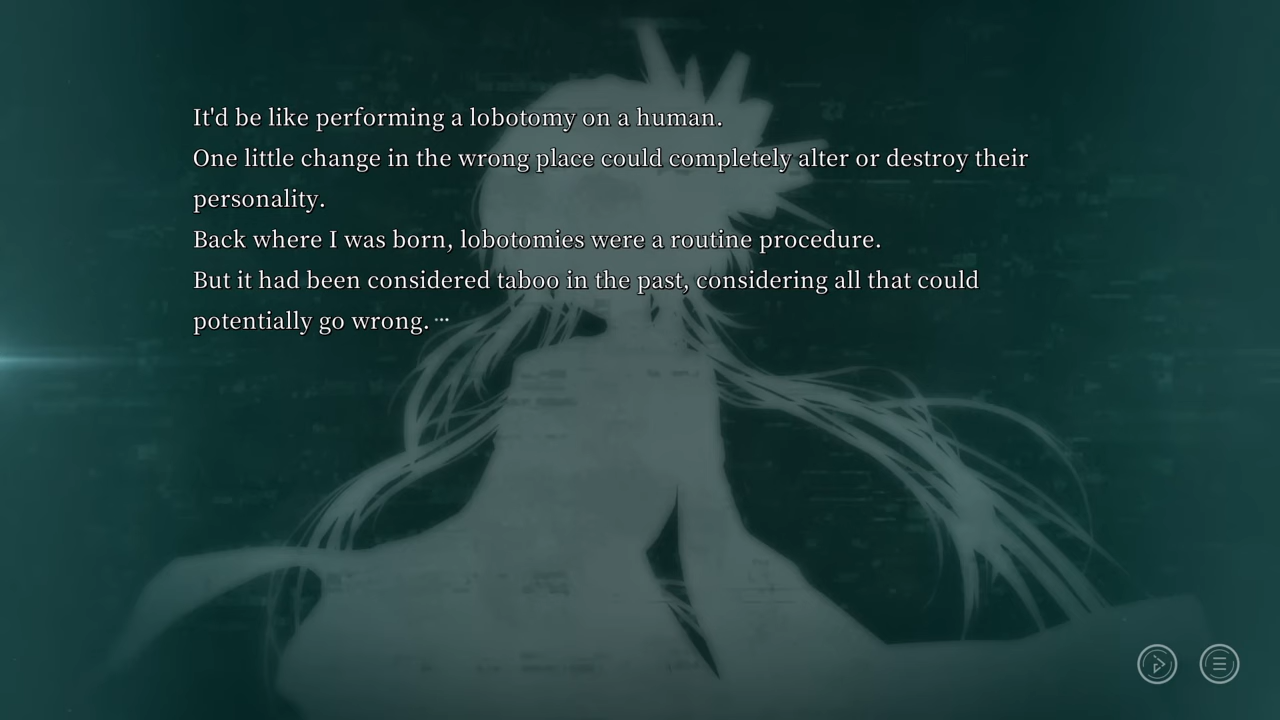 It'd be like performing a lobotomy on a human.
One little change in the wrong place could completely alter or destroy their
personality.
Back where I was born, lobotomies were a routine procedure.
But it had been considered taboo in the past, considering all that could
potentially go wrong.